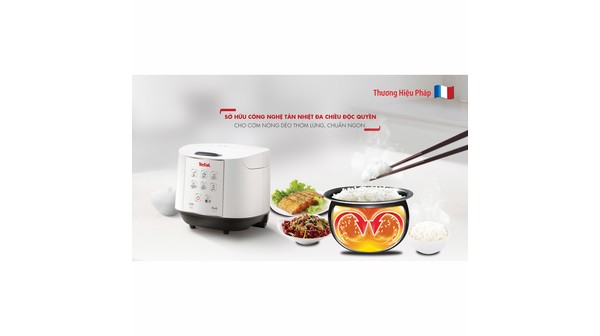 Thương Hiệu Pháp
SỞ HỮU CÔNG NGHỆ TẢN NHIỆT ĐA CHIỀU ĐỘC QUYỀN
CHO CƠM NÓNG DẺO THƠM LỪNG, CHUẨN NGON
Tefal